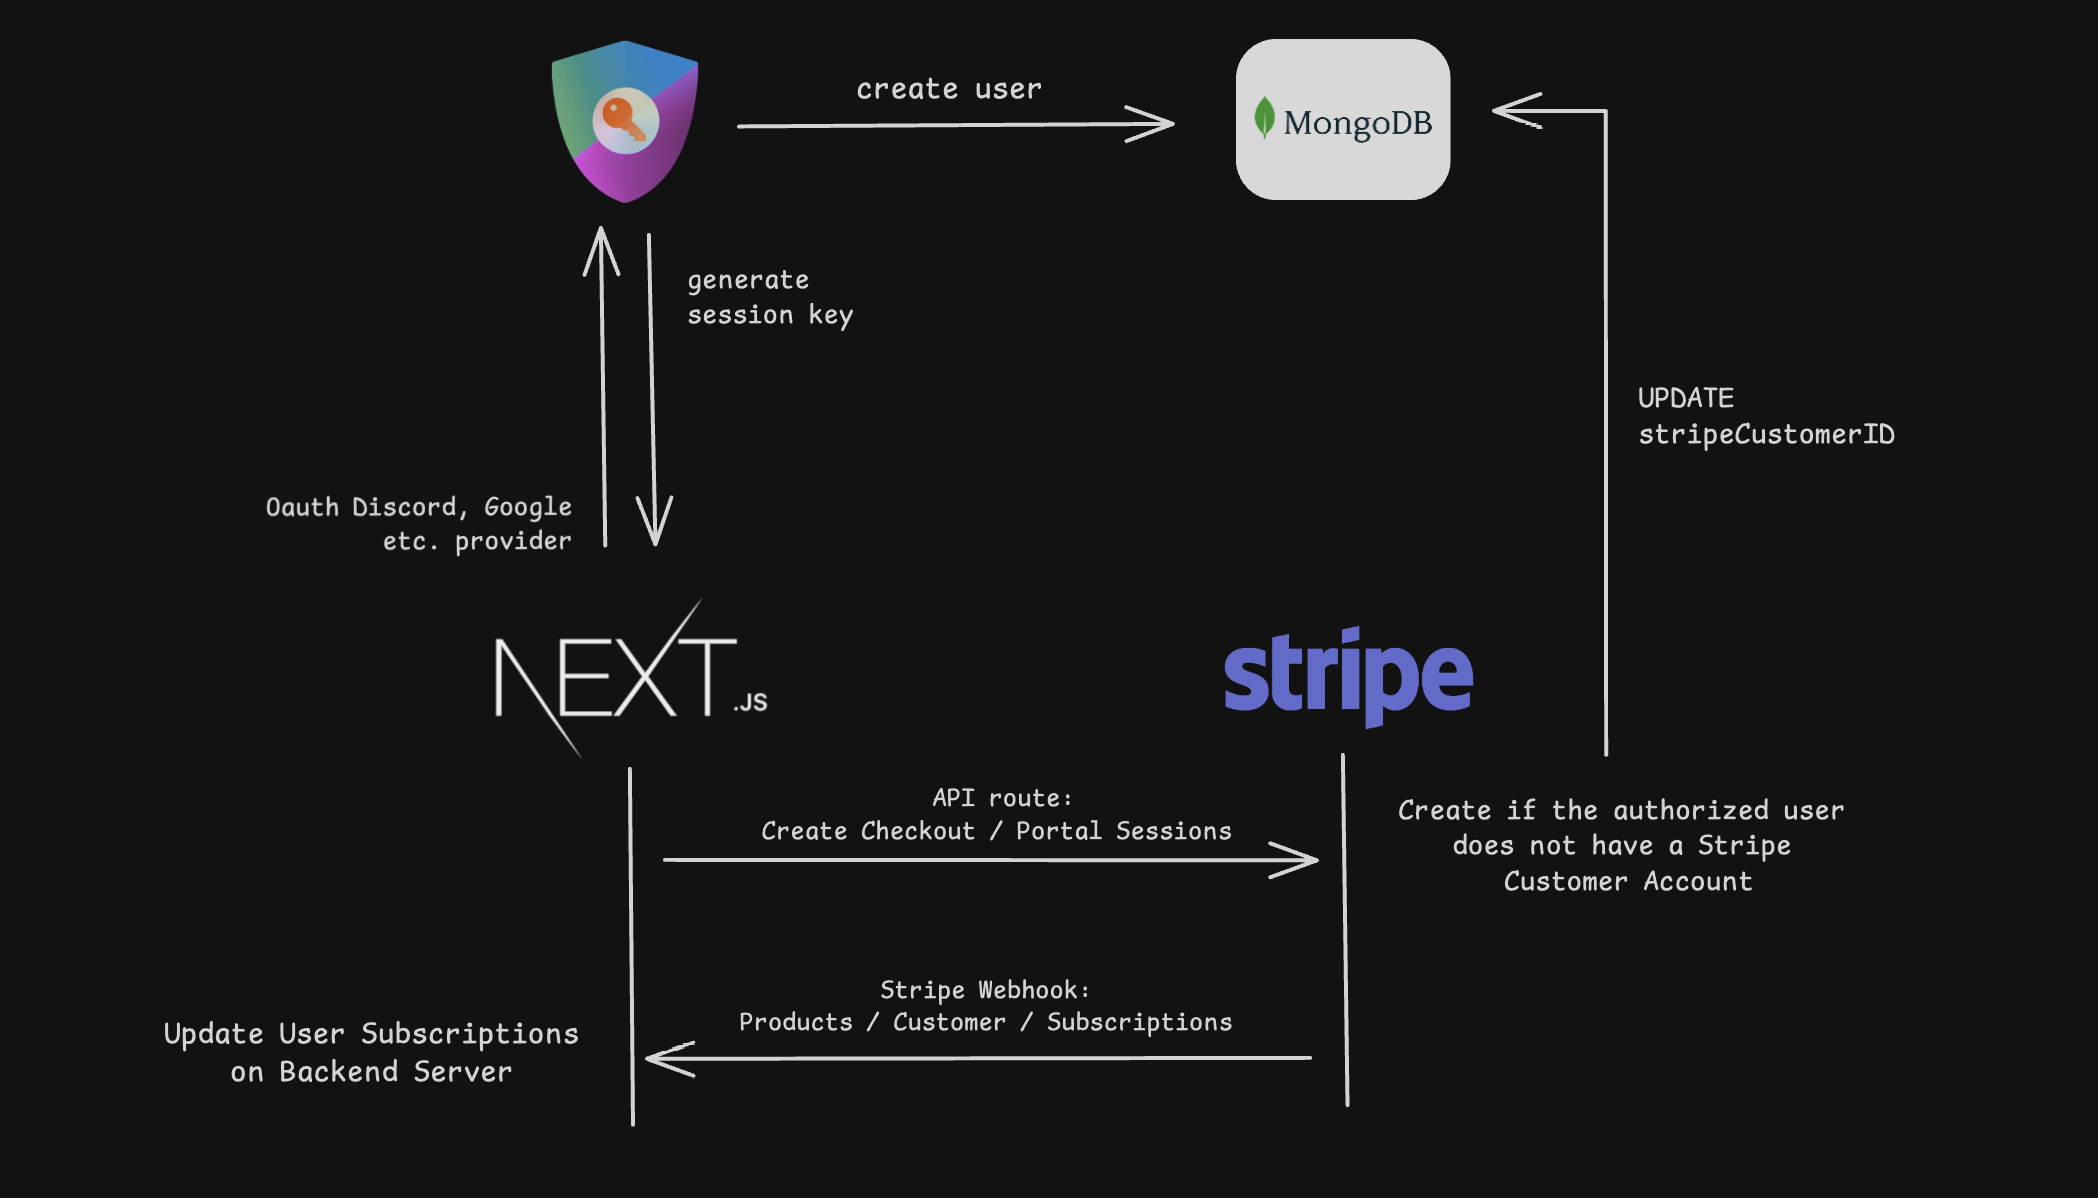 create user
MongoDB
generate
session key
UPDATE
stripeCustomerID
Oauth Discord, Google
etc. provider
NEXT.JS
stripe
API route:
Create Checkout / Portal Sessions
Create if the authorized user
does not have a Stripe
Customer Account
Stripe Webhook:
Products / Customer / Subscriptions
Update User Subscriptions
on Backend Server